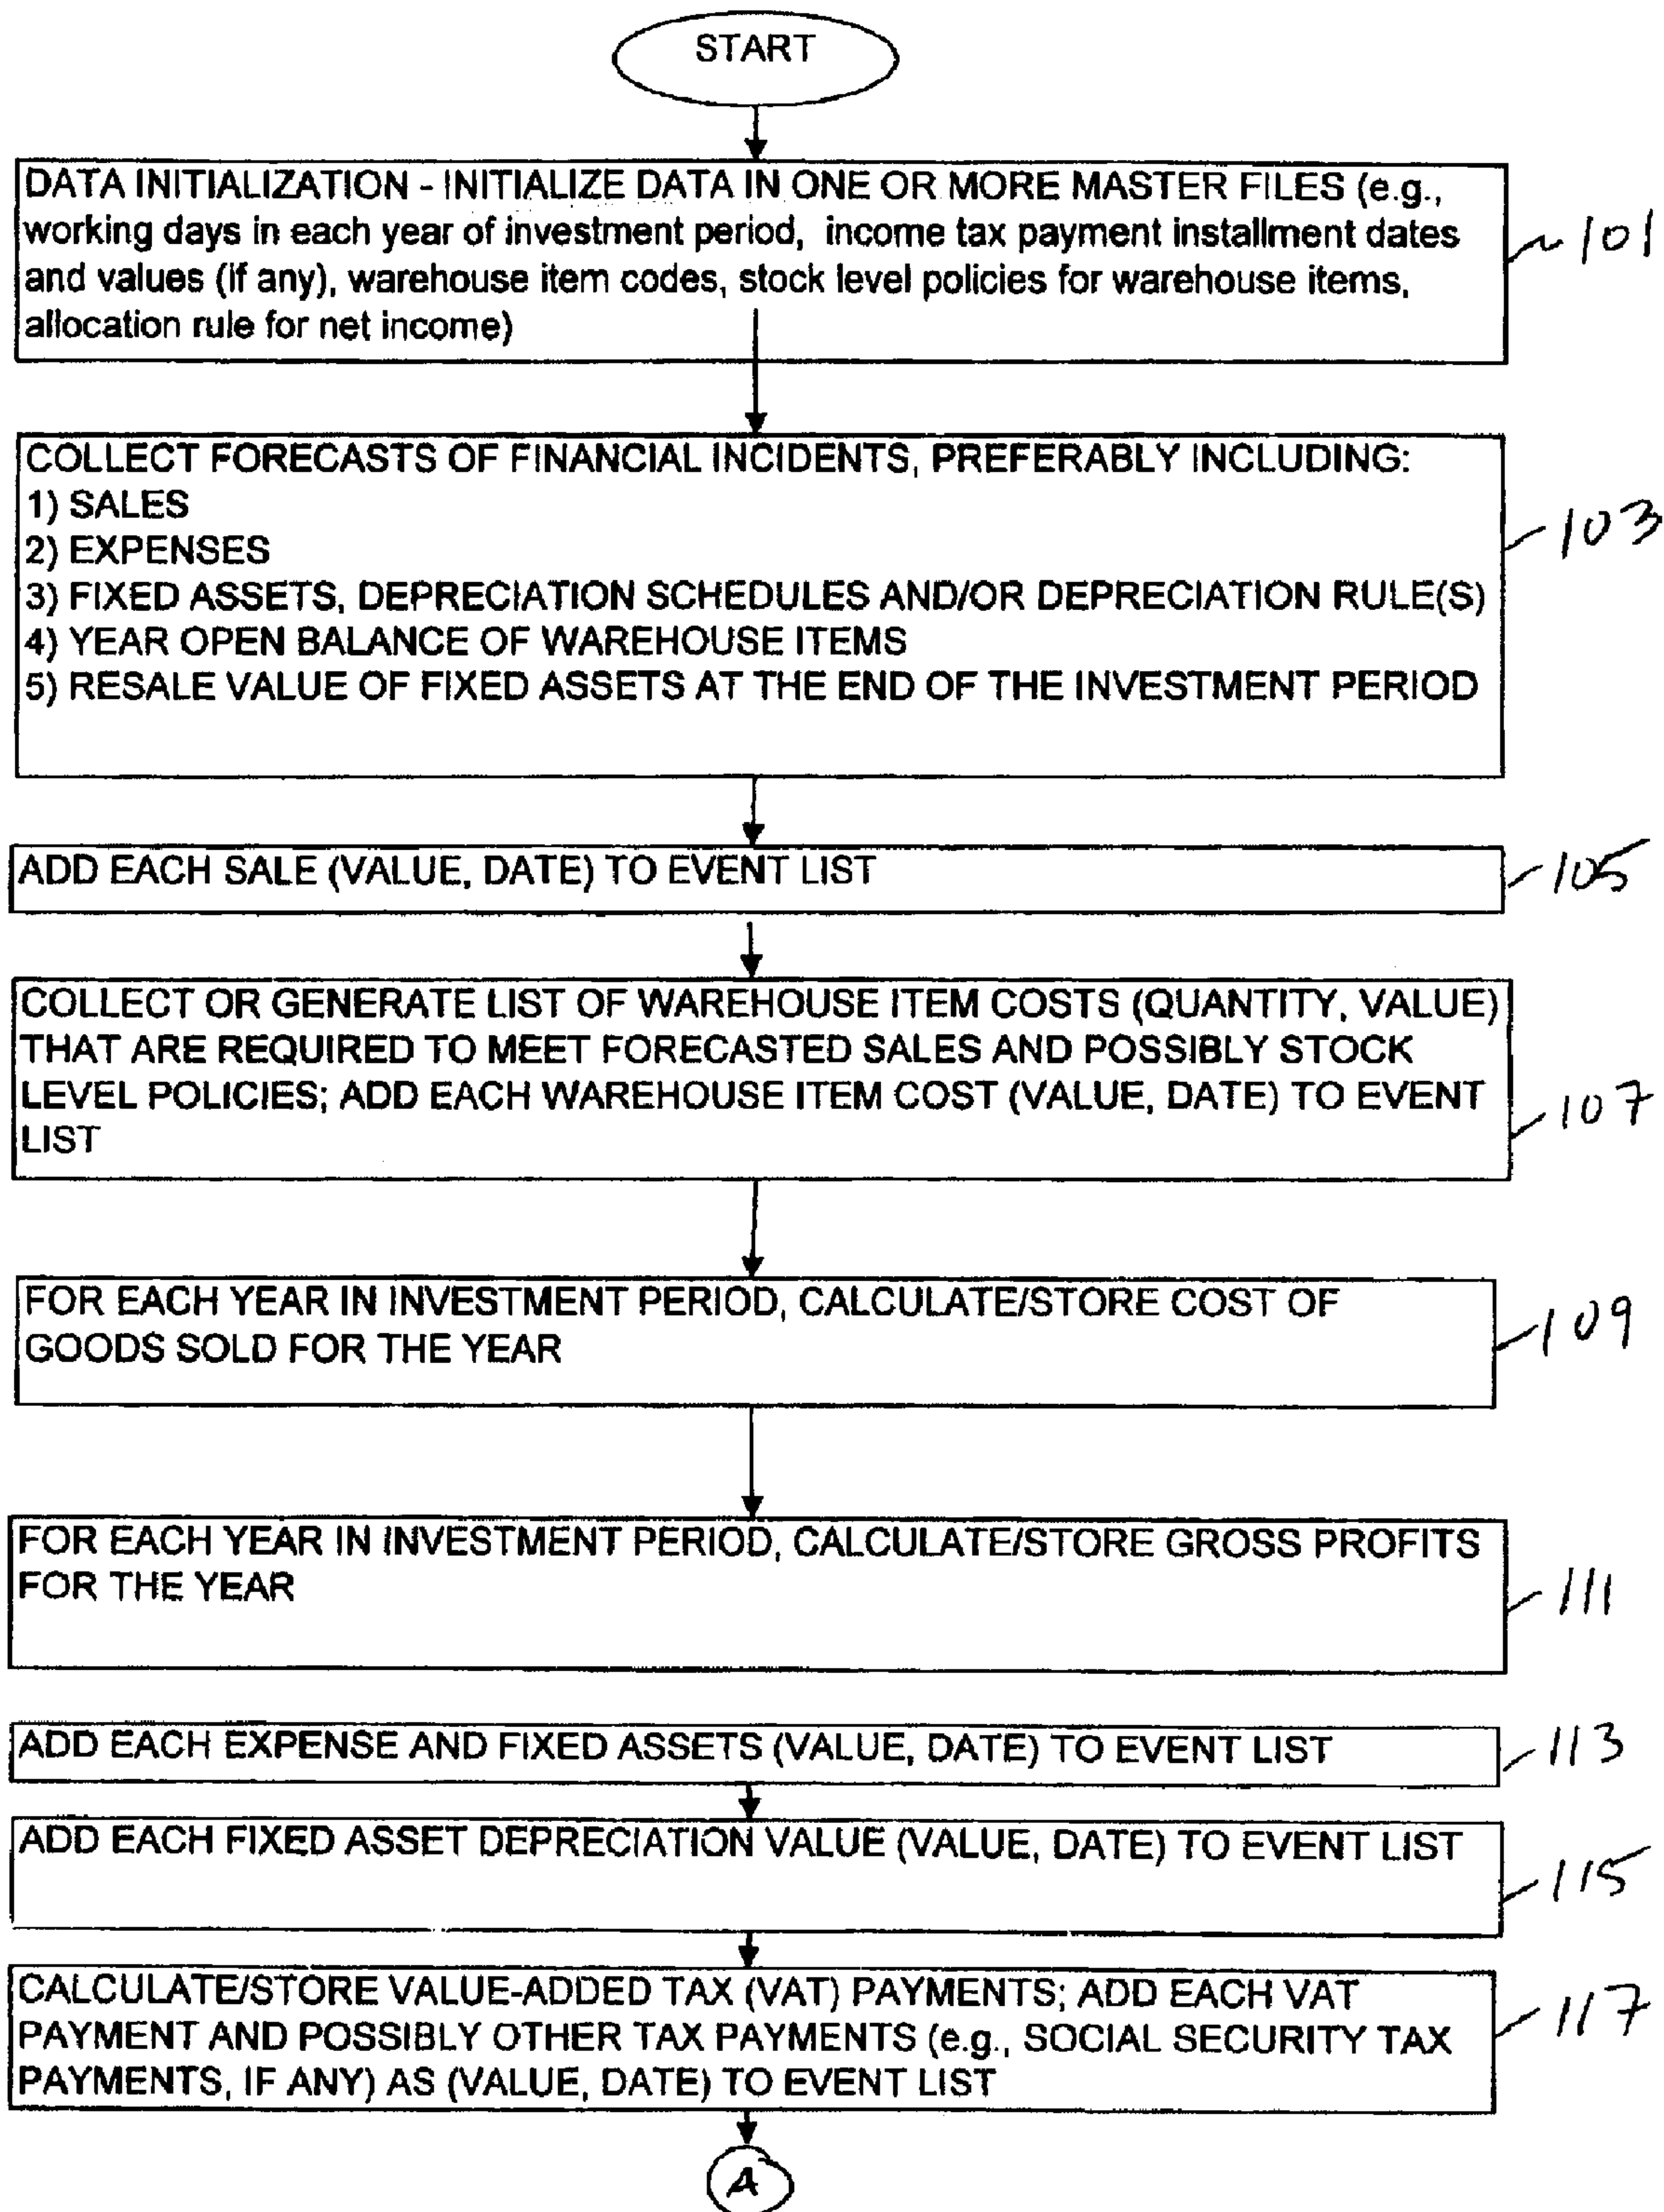 START
DATA INITIALIZATION - INITIALIZE DATA IN ONE OR MORE MASTER FILES (e.g.,
working days in each year of investment period, income tax payment installment dates
and values (if any), warehouse item codes, stock level policies for warehouse items,
allocation rule for net income)
101
COLLECT FORECASTS OF FINANCIAL INCIDENTS, PREFERABLY INCLUDING:
1) SALES
2) EXPENSES
3) FIXED ASSETS, DEPRECIATION SCHEDULES AND/OR DEPRECIATION RULE(S)
4) YEAR OPEN BALANCE OF WAREHOUSE ITEMS
5) RESALE VALUE OF FIXED ASSETS AT THE END OF THE INVESTMENT PERIOD
103
ADD EACH SALE (VALUE, DATE) TO EVENT LIST
105
COLLECT OR GENERATE LIST OF WAREHOUSE ITEM COSTS (QUANTITY, VALUE)
THAT ARE REQUIRED TO MEET FORECASTED SALES AND POSSIBLY STOCK
LEVEL POLICIES; ADD EACH WAREHOUSE ITEM COST (VALUE, DATE) TO EVENT
LIST
107
FOR EACH YEAR IN INVESTMENT PERIOD, CALCULATE/STORE COST OF
GOODS SOLD FOR THE YEAR
109
FOR EACH YEAR IN INVESTMENT PERIOD, CALCULATE/STORE GROSS PROFITS
FOR THE YEAR
111
ADD EACH EXPENSE AND FIXED ASSETS (VALUE, DATE) TO EVENT LIST
113
ADD EACH FIXED ASSET DEPRECIATION VALUE (VALUE, DATE) TO EVENT LIST
115
CALCULATE/STORE VALUE-ADDED TAX (VAT) PAYMENTS; ADD EACH VAT
PAYMENT AND POSSIBLY OTHER TAX PAYMENTS (e.g., SOCIAL SECURITY TAX
PAYMENTS, IF ANY) AS (VALUE, DATE) TO EVENT LIST
117
A